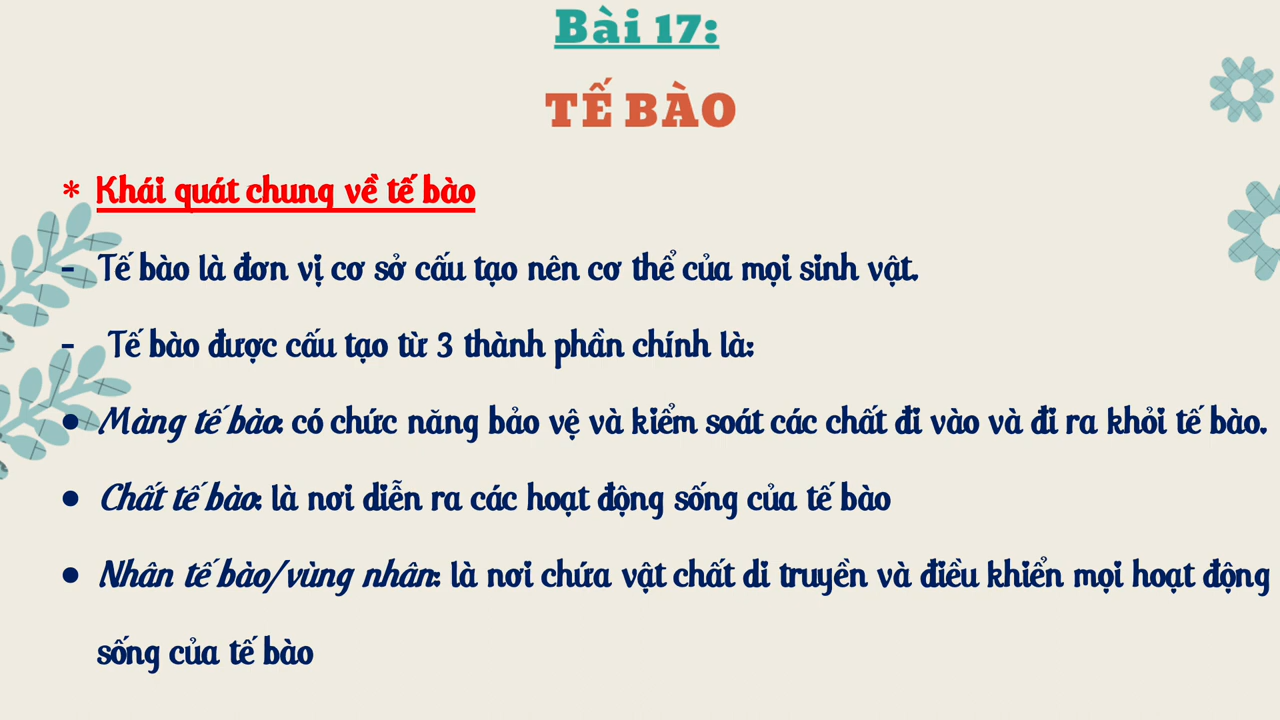 Bài 17:
TẾ BÀO
* Khái quát chung về tế bào
- Tế bào là đơn vị cơ sở cấu tạo nên cơ thể của mọi sinh vật.
- Tế bào được cấu tạo từ 3 thành phần chính là:
● Màng tế bào: có chức năng bảo vệ và kiểm soát các chất đi vào và đi ra khỏi tế bào.
● Chất tế bào: là nơi diễn ra các hoạt động sống của tế bào
● Nhân tế bào/vùng nhân: là nơi chứa vật chất di truyền và điều khiển mọi hoạt động
sống của tế bào